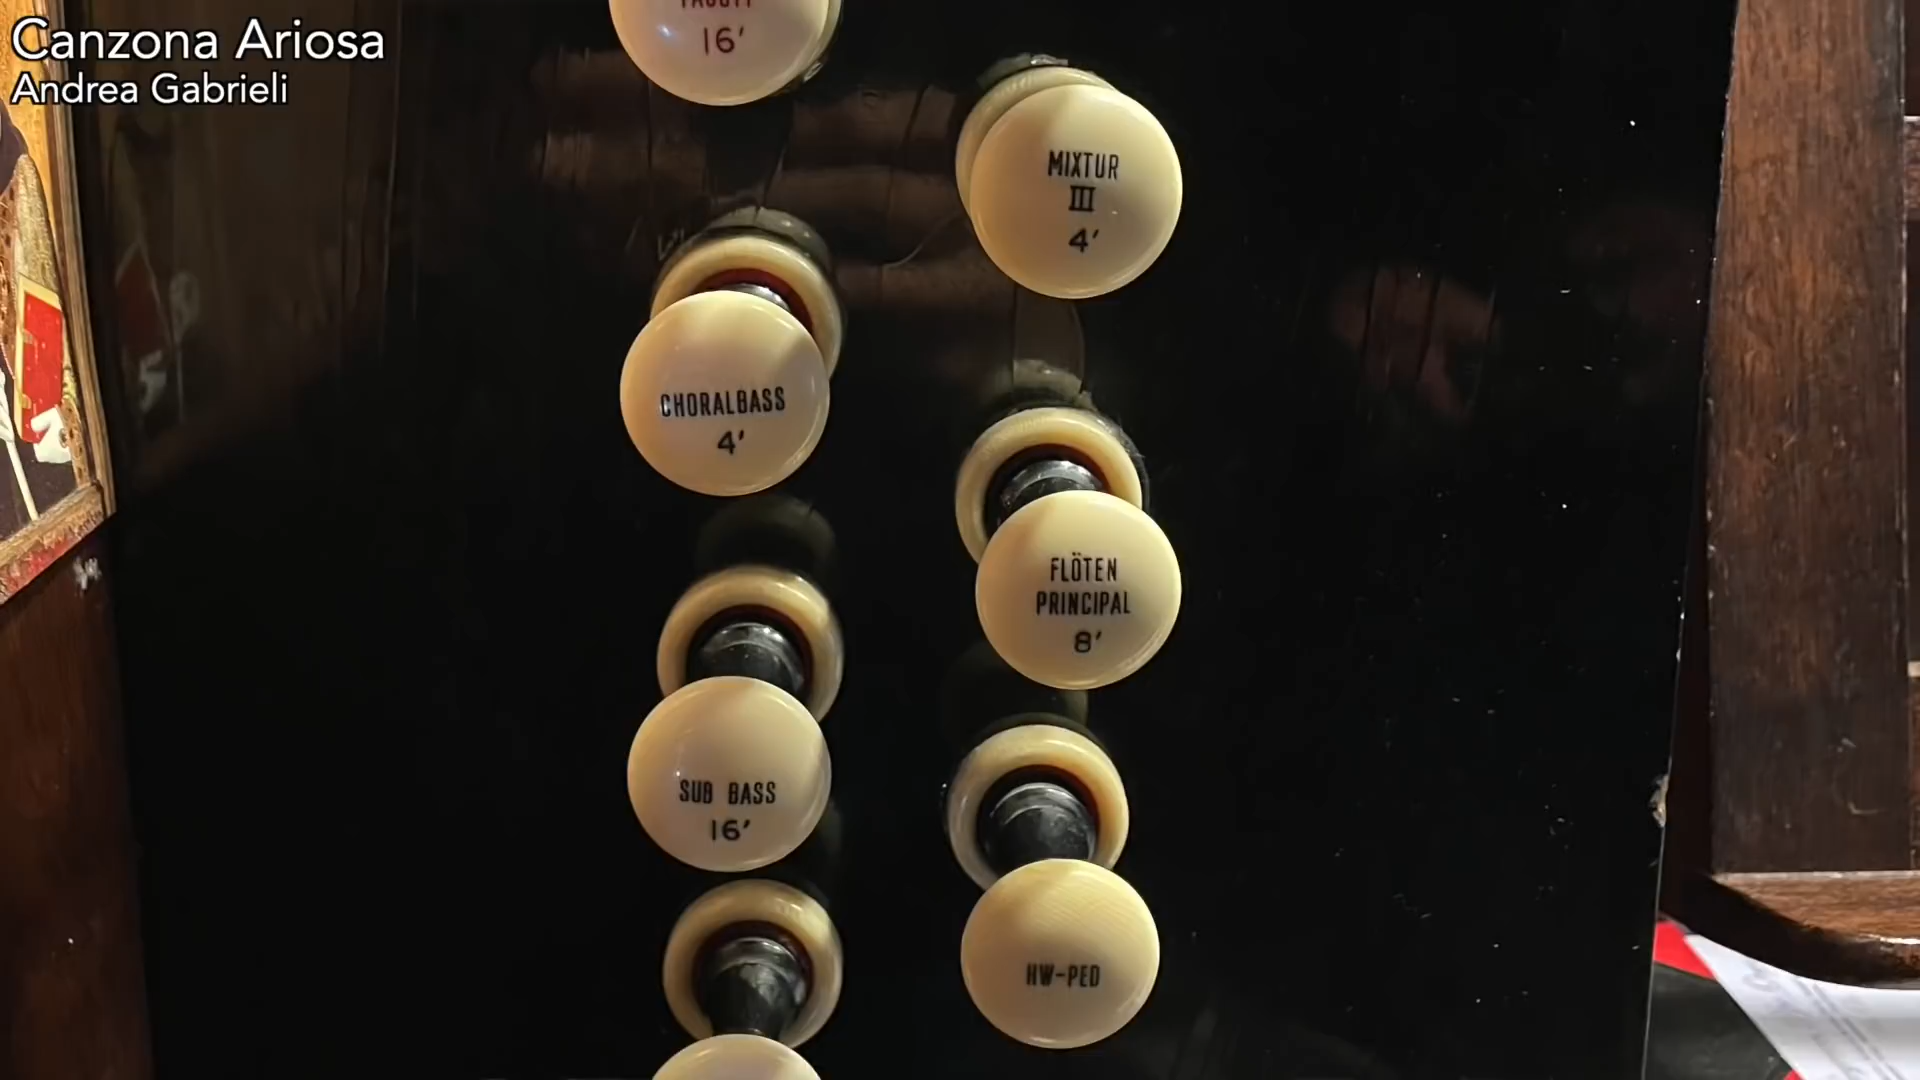 Canzona Ariosa
Andrea Gabrieli
16′
MIXTUR
III
4′
CHORALBASS
4′
FLÖTEN
PRINCIPAL
8′
SUB BASS
16′
HW-PED